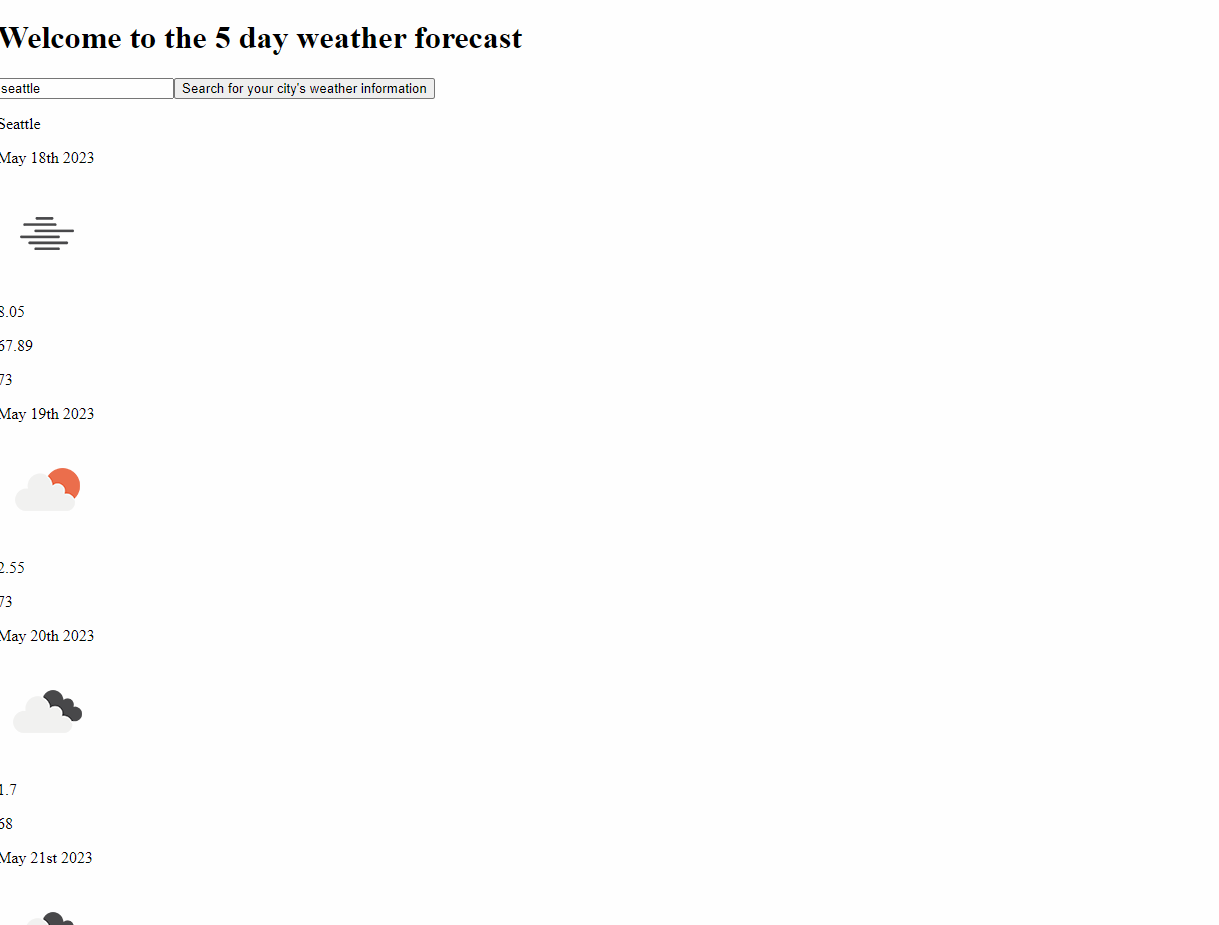 Welcome to the 5 day weather forecast
seattle Search for your city's weather information
Seattle
May 18th 2023
8.05
67.89
73
May 19th 2023
2.55
73
May 20th 2023
1.7
68
May 21st 2023